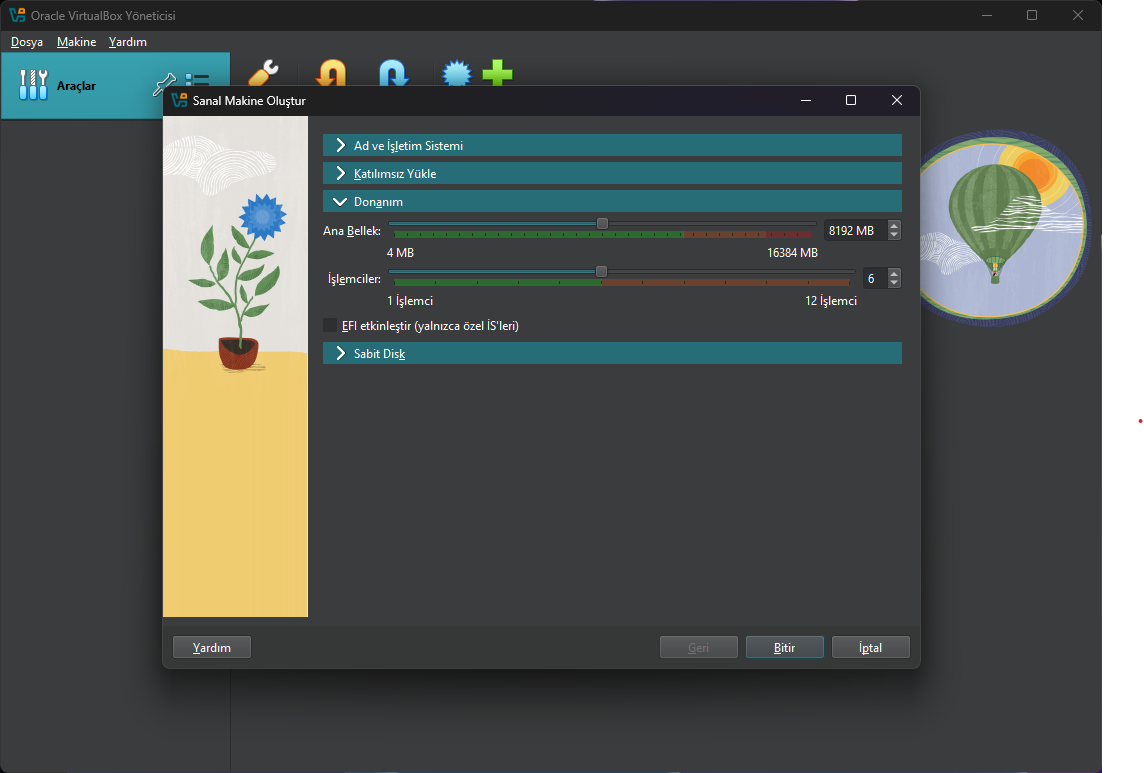 Oracle VirtualBox Yöneticisi
Dosya Makine Yardım
Araçlar
Sanal Makine Oluştur
Ad ve İşletim Sistemi
Katılımsız Yükle
Donanım
Ana Bellek: 8192 MB
4 MB 16384 MB
İşlemciler: 6
1 İşlemci 12 İşlemci
EFI etkinleştir (yalnızca özel İS'leri)
Sabit Disk
Yardım Geri Bitir İptal